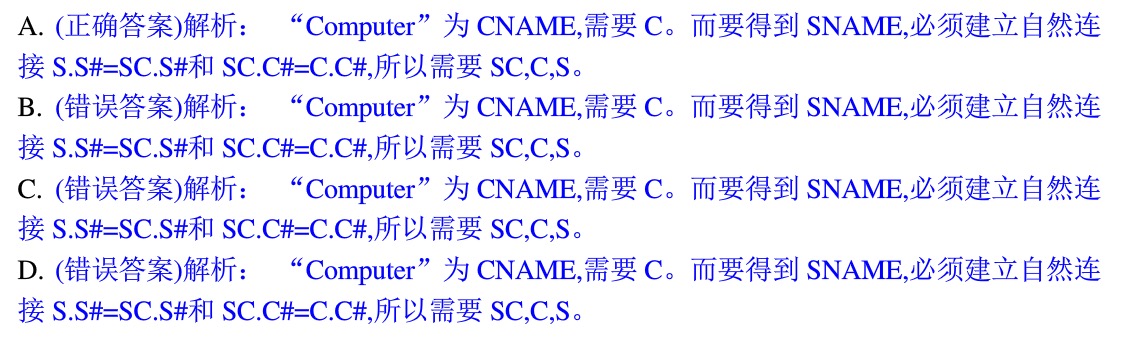 A. (正确答案)解析： “Computer”为 CNAME,需要 C。而要得到 SNAME,必须建立自然连
接 S.S#=SC.S#和 SC.C#=C.C#,所以需要 SC,C,S。
B. (错误答案)解析： “Computer”为 CNAME,需要 C。而要得到 SNAME,必须建立自然连
接 S.S#=SC.S#和 SC.C#=C.C#,所以需要 SC,C,S。
C. (错误答案)解析： “Computer”为 CNAME,需要 C。而要得到 SNAME,必须建立自然连
接 S.S#=SC.S#和 SC.C#=C.C#,所以需要 SC,C,S。
D. (错误答案)解析： “Computer”为 CNAME,需要 C。而要得到 SNAME,必须建立自然连
接 S.S#=SC.S#和 SC.C#=C.C#,所以需要 SC,C,S。